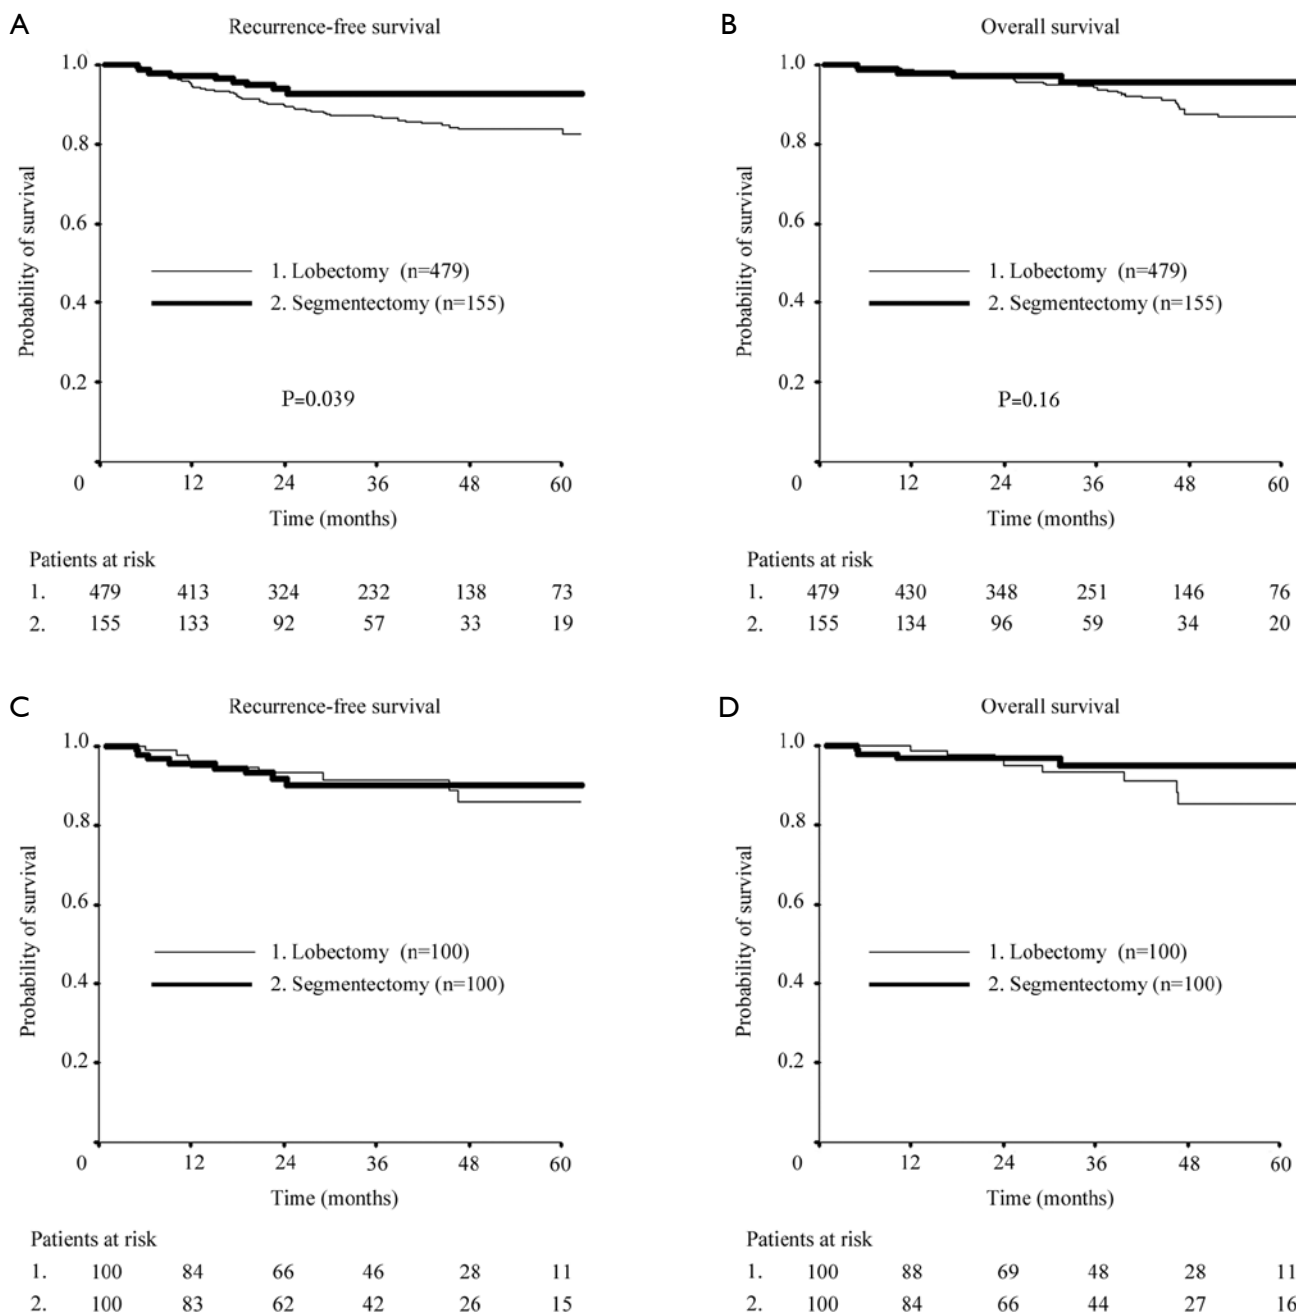 A
Recurrence-free survival
1.0
0.8
0.6
0.4
0.2
0
Probability of survival
1. Lobectomy (n=479)
2. Segmentectomy (n=155)
P=0.039
12 24 36 48 60
Time (months)
Patients at risk
1. 479 413 324 232 138 73
2. 155 133 92 57 33 19
B
Overall survival
1.0
0.8
0.6
0.4
0.2
0
Probability of survival
1. Lobectomy (n=479)
2. Segmentectomy (n=155)
P=0.16
12 24 36 48 60
Time (months)
Patients at risk
1. 479 430 348 251 146 76
2. 155 134 96 59 34 20
C
Recurrence-free survival
1.0
0.8
0.6
0.4
0.2
0
Probability of survival
1. Lobectomy (n=100)
2. Segmentectomy (n=100)
12 24 36 48 60
Time (months)
Patients at risk
1. 100 84 66 46 28 11
2. 100 83 62 42 26 15
D
Overall survival
1.0
0.8
0.6
0.4
0.2
0
Probability of survival
1. Lobectomy (n=100)
2. Segmentectomy (n=100)
12 24 36 48 60
Time (months)
Patients at risk
1. 100 88 69 48 28 11
2. 100 84 66 44 27 16